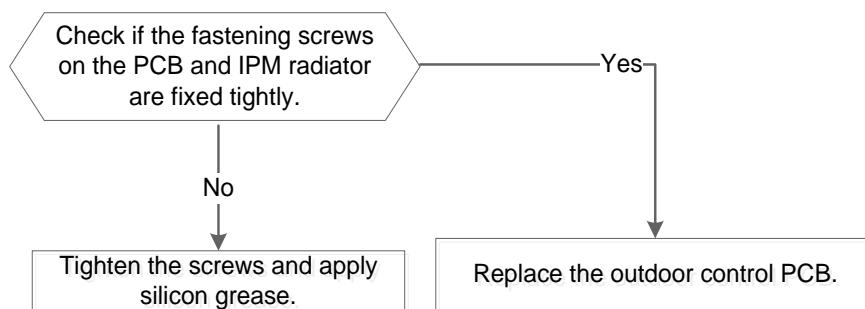 Check if the fastening screws
on the PCB and IPM radiator
are fixed tightly.
Yes
No
Tighten the screws and apply
silicon grease.
Replace the outdoor control PCB.